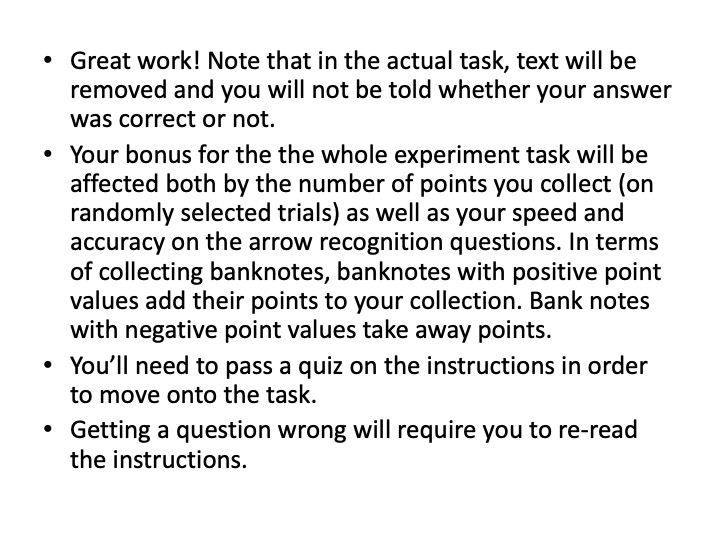 • Great work! Note that in the actual task, text will be
removed and you will not be told whether your answer
was correct or not.
• Your bonus for the the whole experiment task will be
affected both by the number of points you collect (on
randomly selected trials) as well as your speed and
accuracy on the arrow recognition questions. In terms
of collecting banknotes, banknotes with positive point
values add their points to your collection. Bank notes
with negative point values take away points.
• You’ll need to pass a quiz on the instructions in order
to move onto the task.
• Getting a question wrong will require you to re-read
the instructions.